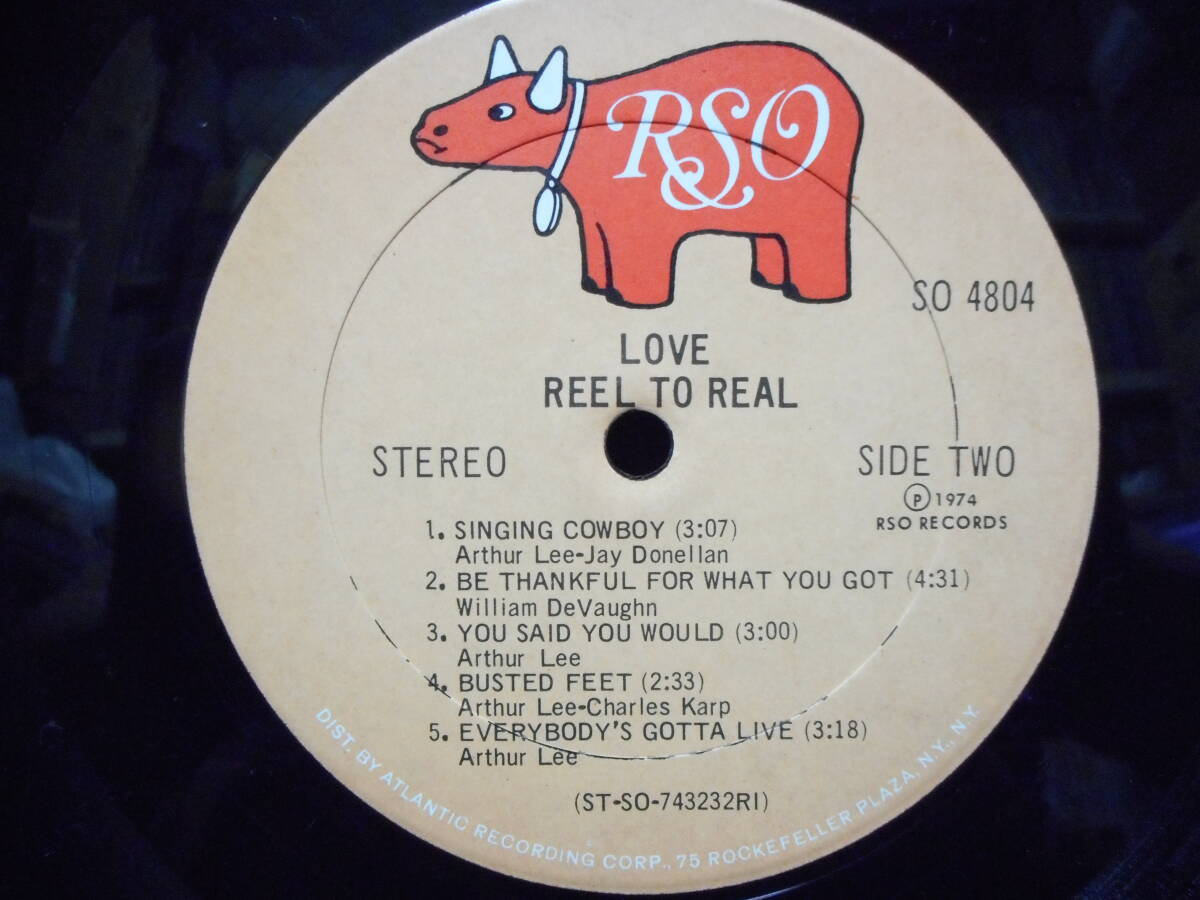 RSO
SO 4804
LOVE
REEL TO REAL
STEREO
SIDE TWO
Ⓟ 1974
RSO RECORDS
1. SINGING COWBOY (3:07)
Arthur Lee-Jay Donellan
2. BE THANKFUL FOR WHAT YOU GOT (4:31)
William DeVaughn
3. YOU SAID YOU WOULD (3:00)
Arthur Lee
4. BUSTED FEET (2:33)
Arthur Lee-Charles Karp
5. EVERYBODY'S GOTTA LIVE (3:18)
Arthur Lee
(ST-SO-743232RI)
DIST. BY ATLANTIC RECORDING CORP., 75 ROCKEFELLER PLAZA, N.Y., N.Y.